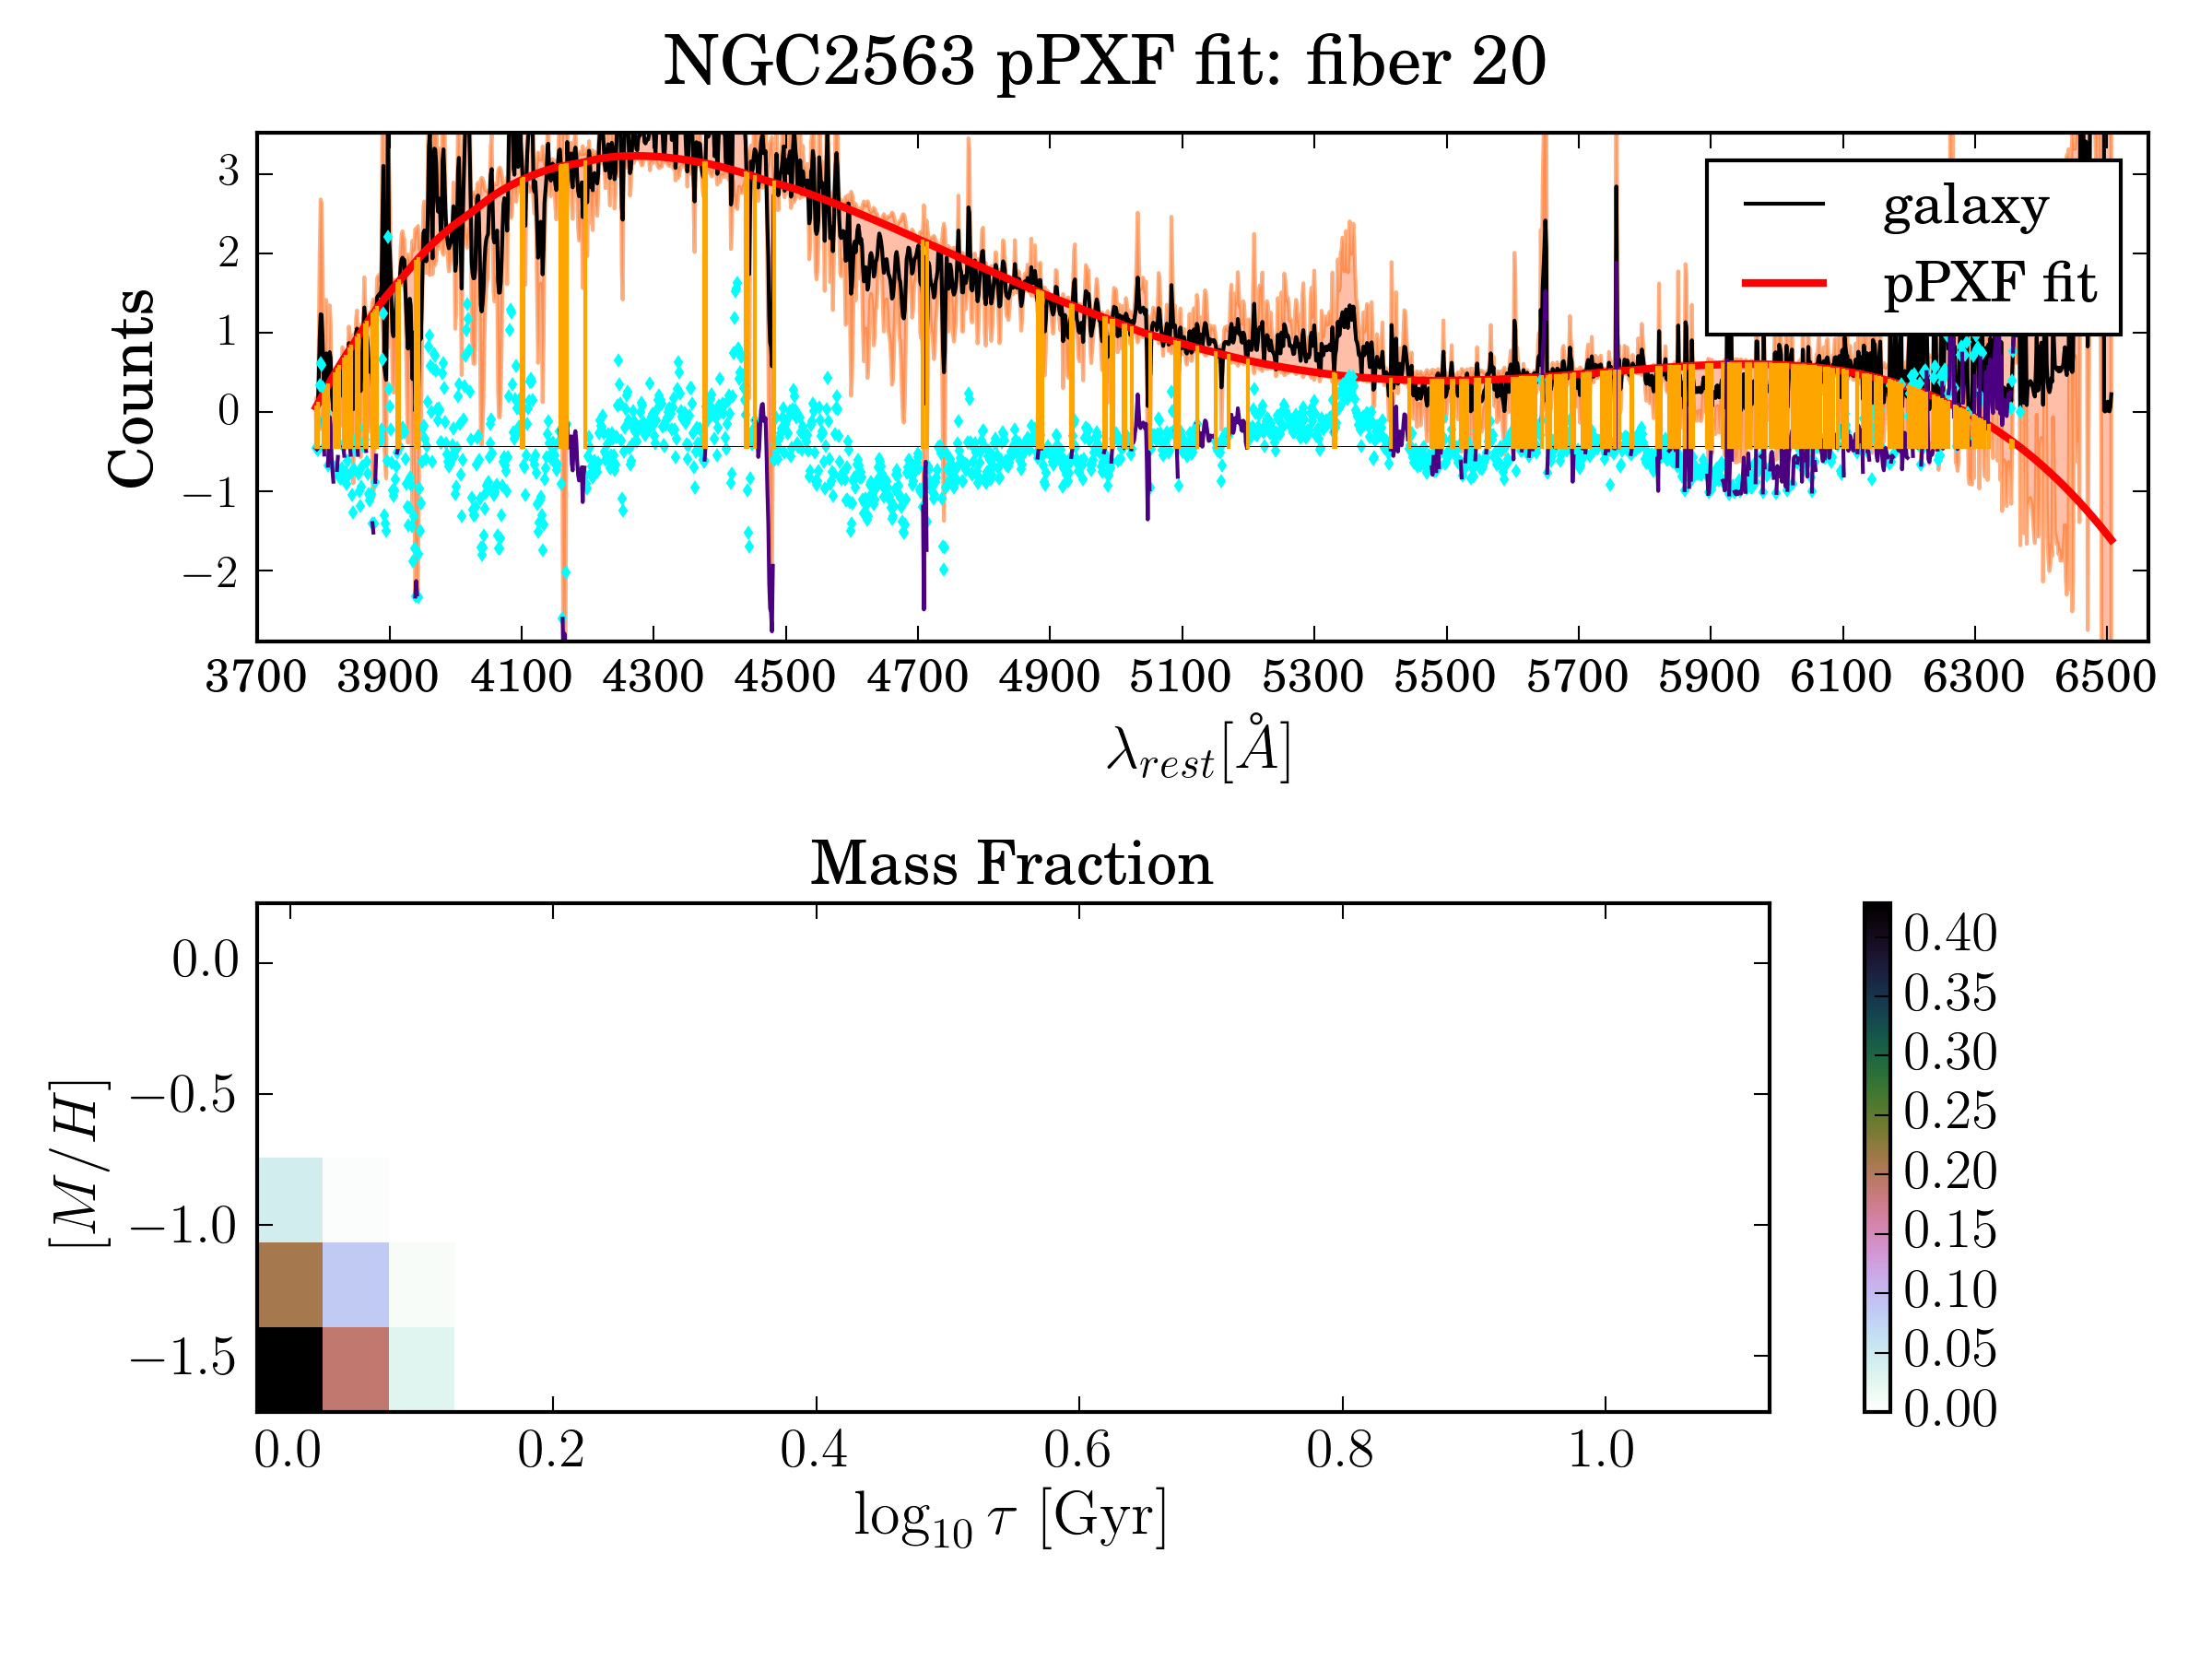 NGC2563 pPXF fit: fiber 20
3
2
1
0
−1
−2
Counts
galaxy
pPXF fit
3700 3900 4100 4300 4500 4700 4900 5100 5300 5500 5700 5900 6100 6300 6500
λrest[Å]
Mass Fraction
0.0
−0.5
−1.0
−1.5
[M/H]
0.40
0.35
0.30
0.25
0.20
0.15
0.10
0.05
0.00
0.0 0.2 0.4 0.6 0.8 1.0
log10 τ [Gyr]